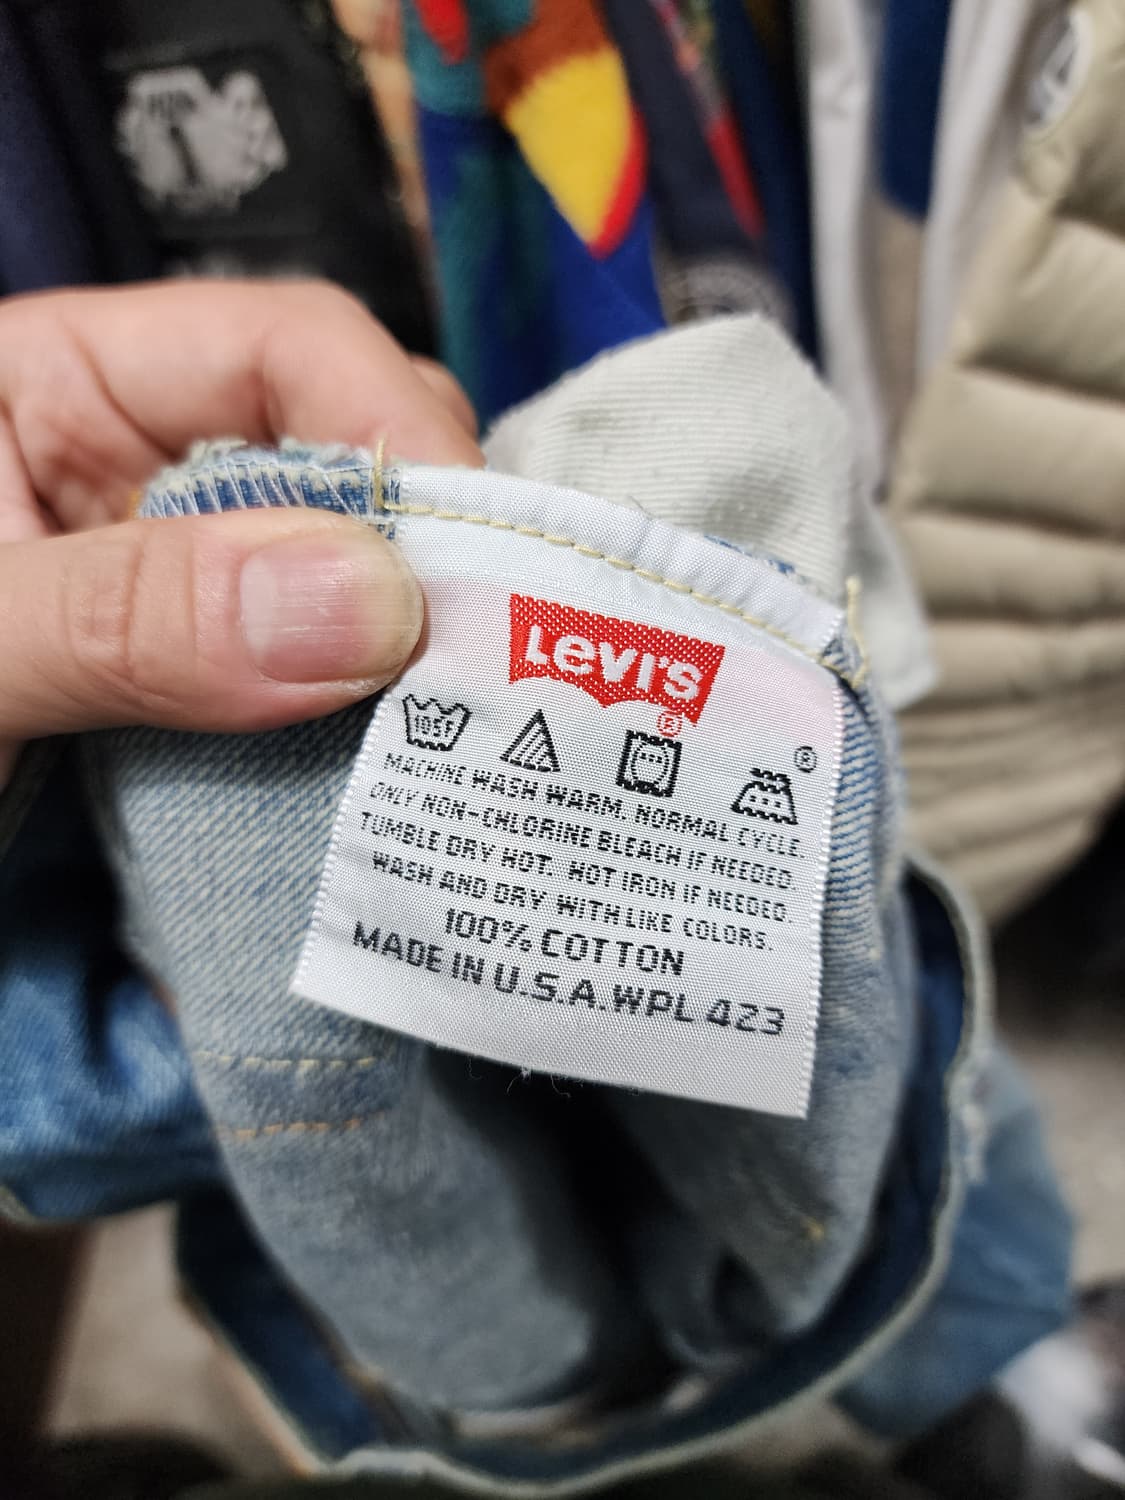 LEVI'S
®
105F
®
MACHINE WASH WARM. NORMAL CYCLE.
ONLY NON-CHLORINE BLEACH IF NEEDED.
TUMBLE DRY HOT. HOT IRON IF NEEDED.
WASH AND DRY WITH LIKE COLORS.
100% COTTON
MADE IN U.S.A. WPL 423